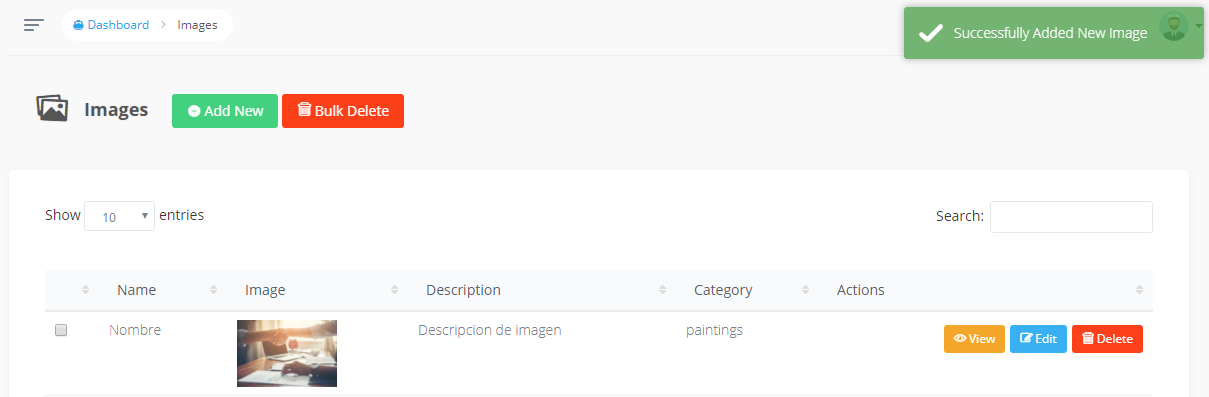 Dashboard > Images
Successfully Added New Image
Images Add New Bulk Delete
Show 10 entries Search:
Name Image Description Category Actions
Nombre Descripcion de imagen paintings View Edit Delete